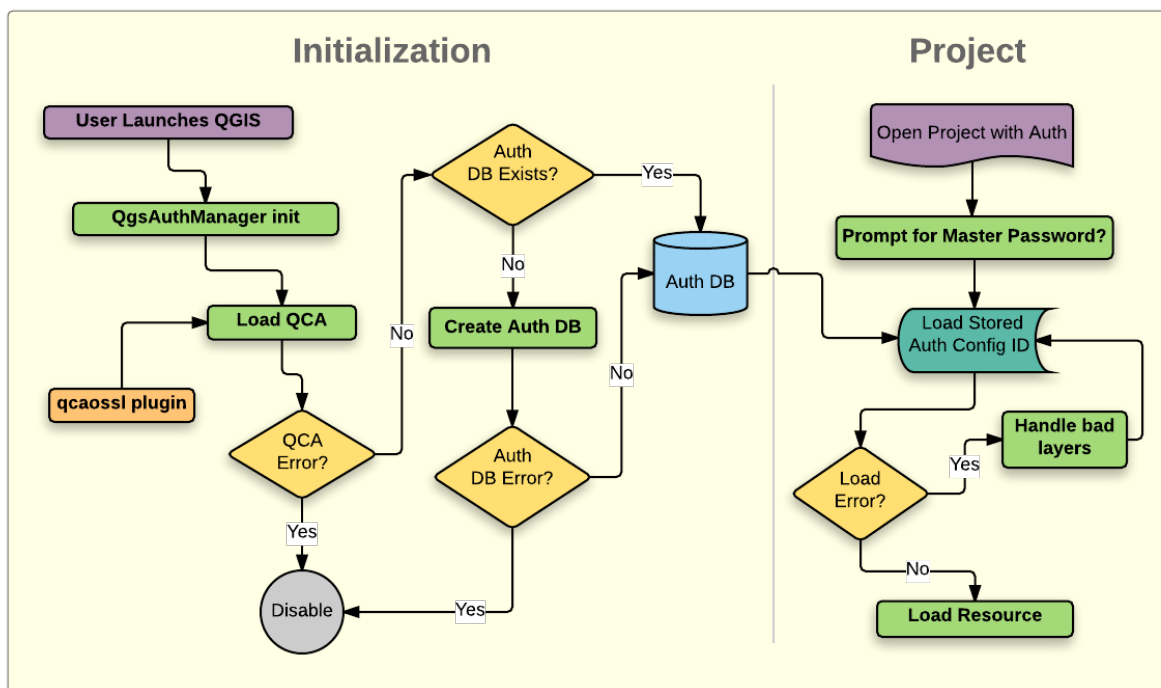 Initialization
User Launches QGIS
QgsAuthManager init
Load QCA
qcaossl plugin
QCA
Error?
Yes
Disable
No
Auth
DB Exists?
Yes
No
Create Auth DB
Auth
DB Error?
Yes
No
Auth DB
Project
Open Project with Auth
Prompt for Master Password?
Load Stored
Auth Config ID
Handle bad
layers
Load
Error?
Yes
No
Load Resource